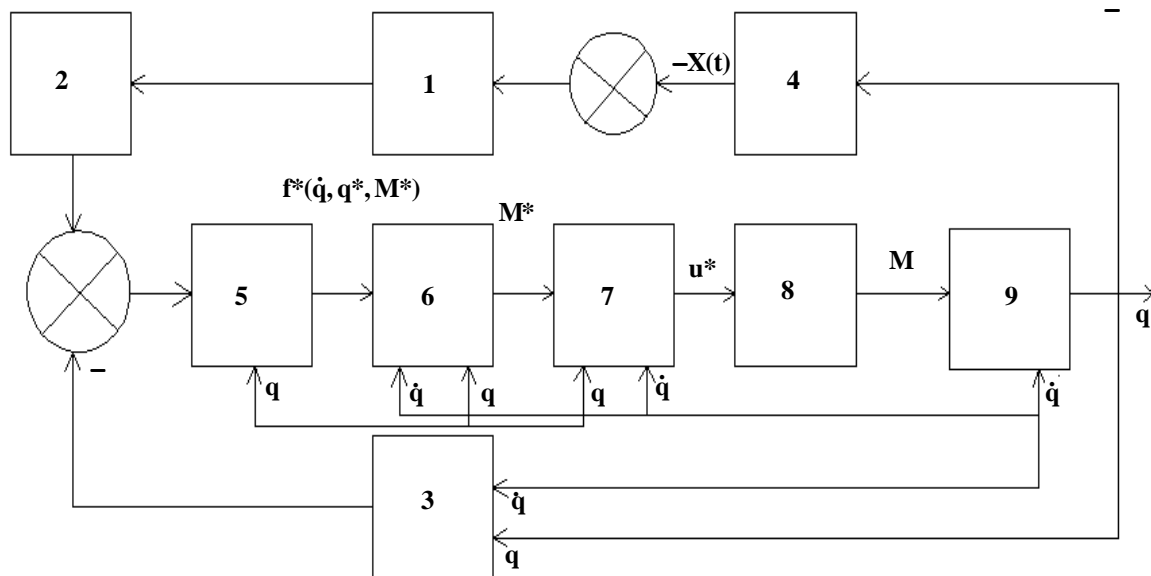 –
2
1
–X(t)
4
f*(q̇, q*, M*)
M*
5
6
7
u*
8
M
9
q
–
q
q̇
q
q
q̇
q̇
3
q̇
q